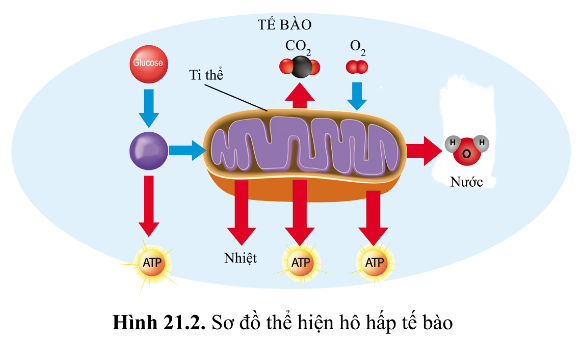 TẾ BÀO
CO2
O2
Glucose
Ti thể
H
H
O
Nước
Nhiệt
ATP
ATP
ATP
Hình 21.2. Sơ đồ thể hiện hô hấp tế bào